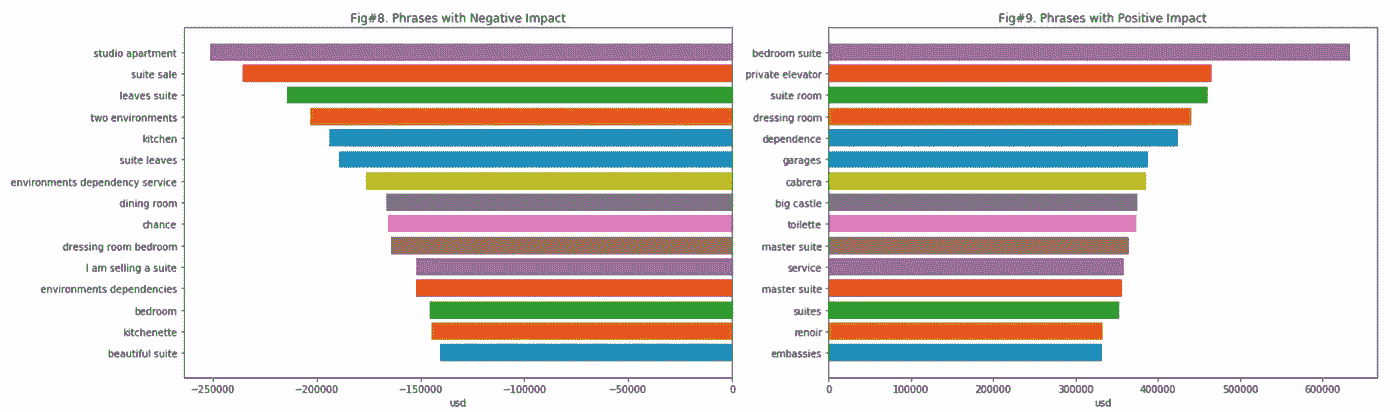 Fig#8. Phrases with Negative Impact
studio apartment
suite sale
leaves suite
two environments
kitchen
suite leaves
environments dependency service
dining room
chance
dressing room bedroom
I am selling a suite
environments dependencies
bedroom
kitchenette
beautiful suite
−250000 −200000 −150000 −100000 −50000 0
usd
Fig#9. Phrases with Positive Impact
bedroom suite
private elevator
suite room
dressing room
dependence
garages
cabrera
big castle
toilette
master suite
service
master suite
suites
renoir
embassies
0 100000 200000 300000 400000 500000 600000
usd